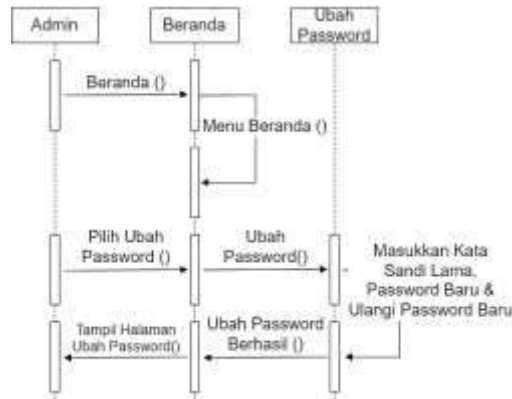 Admin
Beranda
Ubah
Password
Beranda ()
Menu Beranda ()
Pilih Ubah
Password ()
Ubah
Password()
Masukkan Kata
Sandi Lama,
Password Baru &
Ulangi Password Baru
Tampil Halaman
Ubah Password()
Ubah Password
Berhasil ()